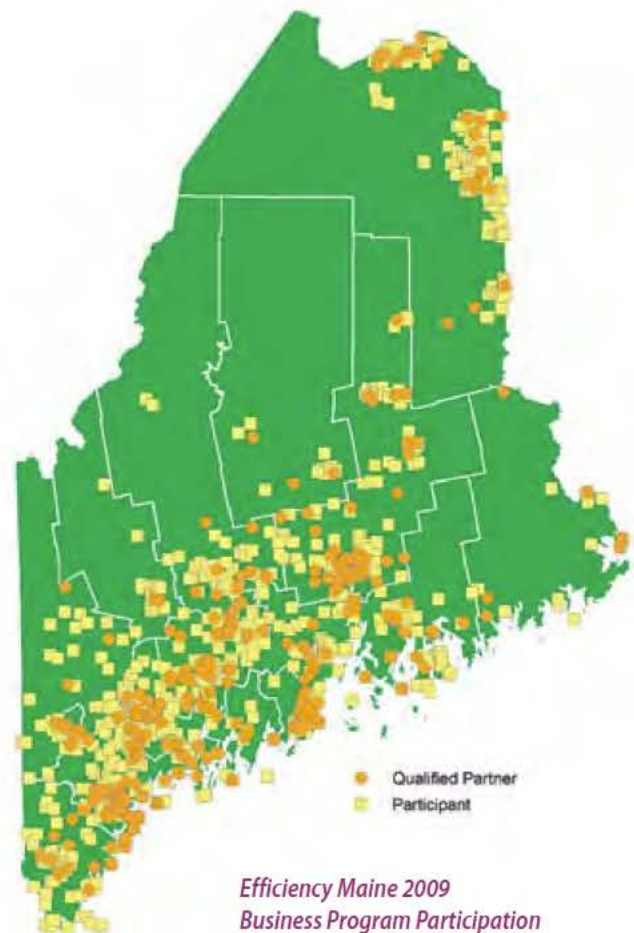 Qualified Partner
Participant
Efficiency Maine 2009
Business Program Participation